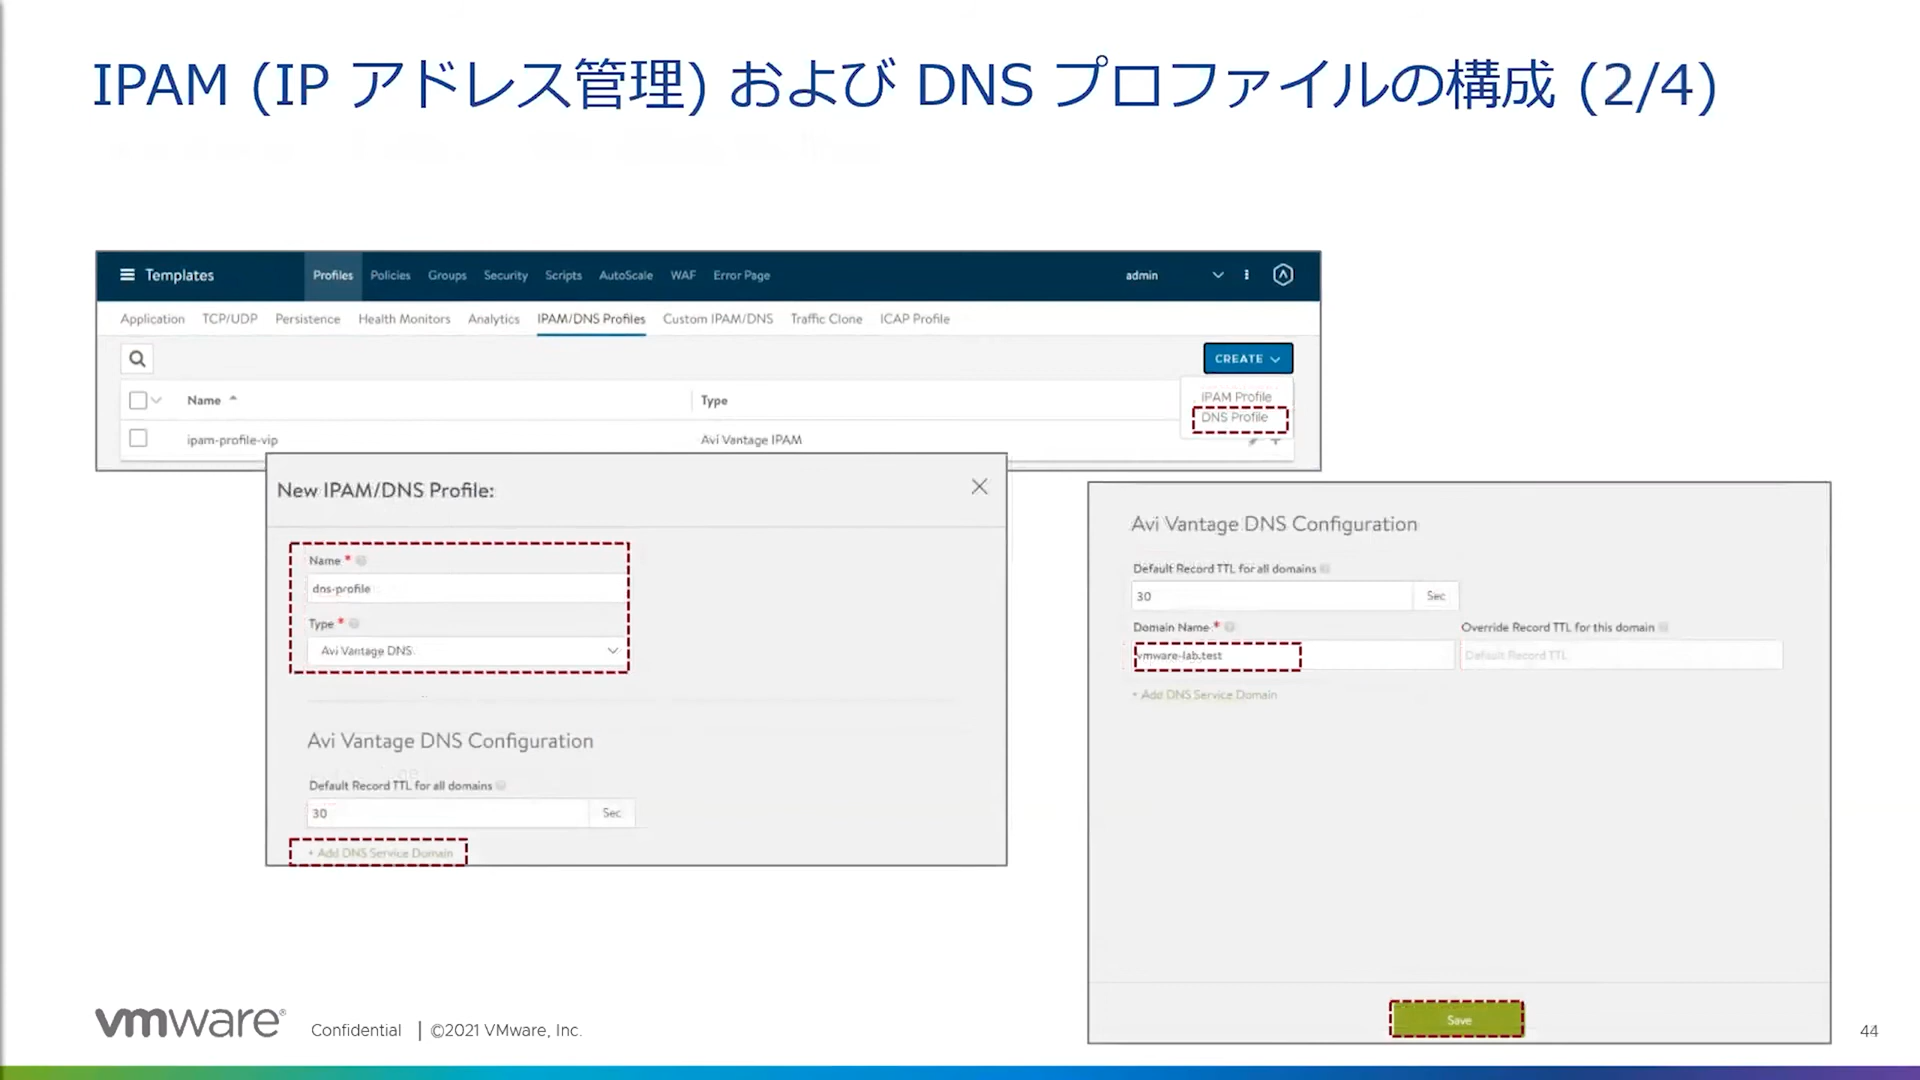 IPAM (IP アドレス管理) および DNS プロファイルの構成 (2/4)
Templates Profiles Policies Groups Security Scripts AutoScale WAF Error Page admin
Application TCP/UDP Persistence Health Monitors Analytics IPAM/DNS Profiles Custom IPAM/DNS Traffic Clone ICAP Profile
CREATE
IPAM Profile
DNS Profile
Name Type
ipam-profile-vip Avi Vantage IPAM
New IPAM/DNS Profile:
Name *
dns-profile
Type *
Avi Vantage DNS
Avi Vantage DNS Configuration
Default Record TTL for all domains
30 Sec
+ Add DNS Service Domain
Avi Vantage DNS Configuration
Default Record TTL for all domains
30 Sec
Domain Name * Override Record TTL for this domain
vmware-lab.test Default Record TTL
+ Add DNS Service Domain
Save
vmware® Confidential | ©2021 VMware, Inc.
44